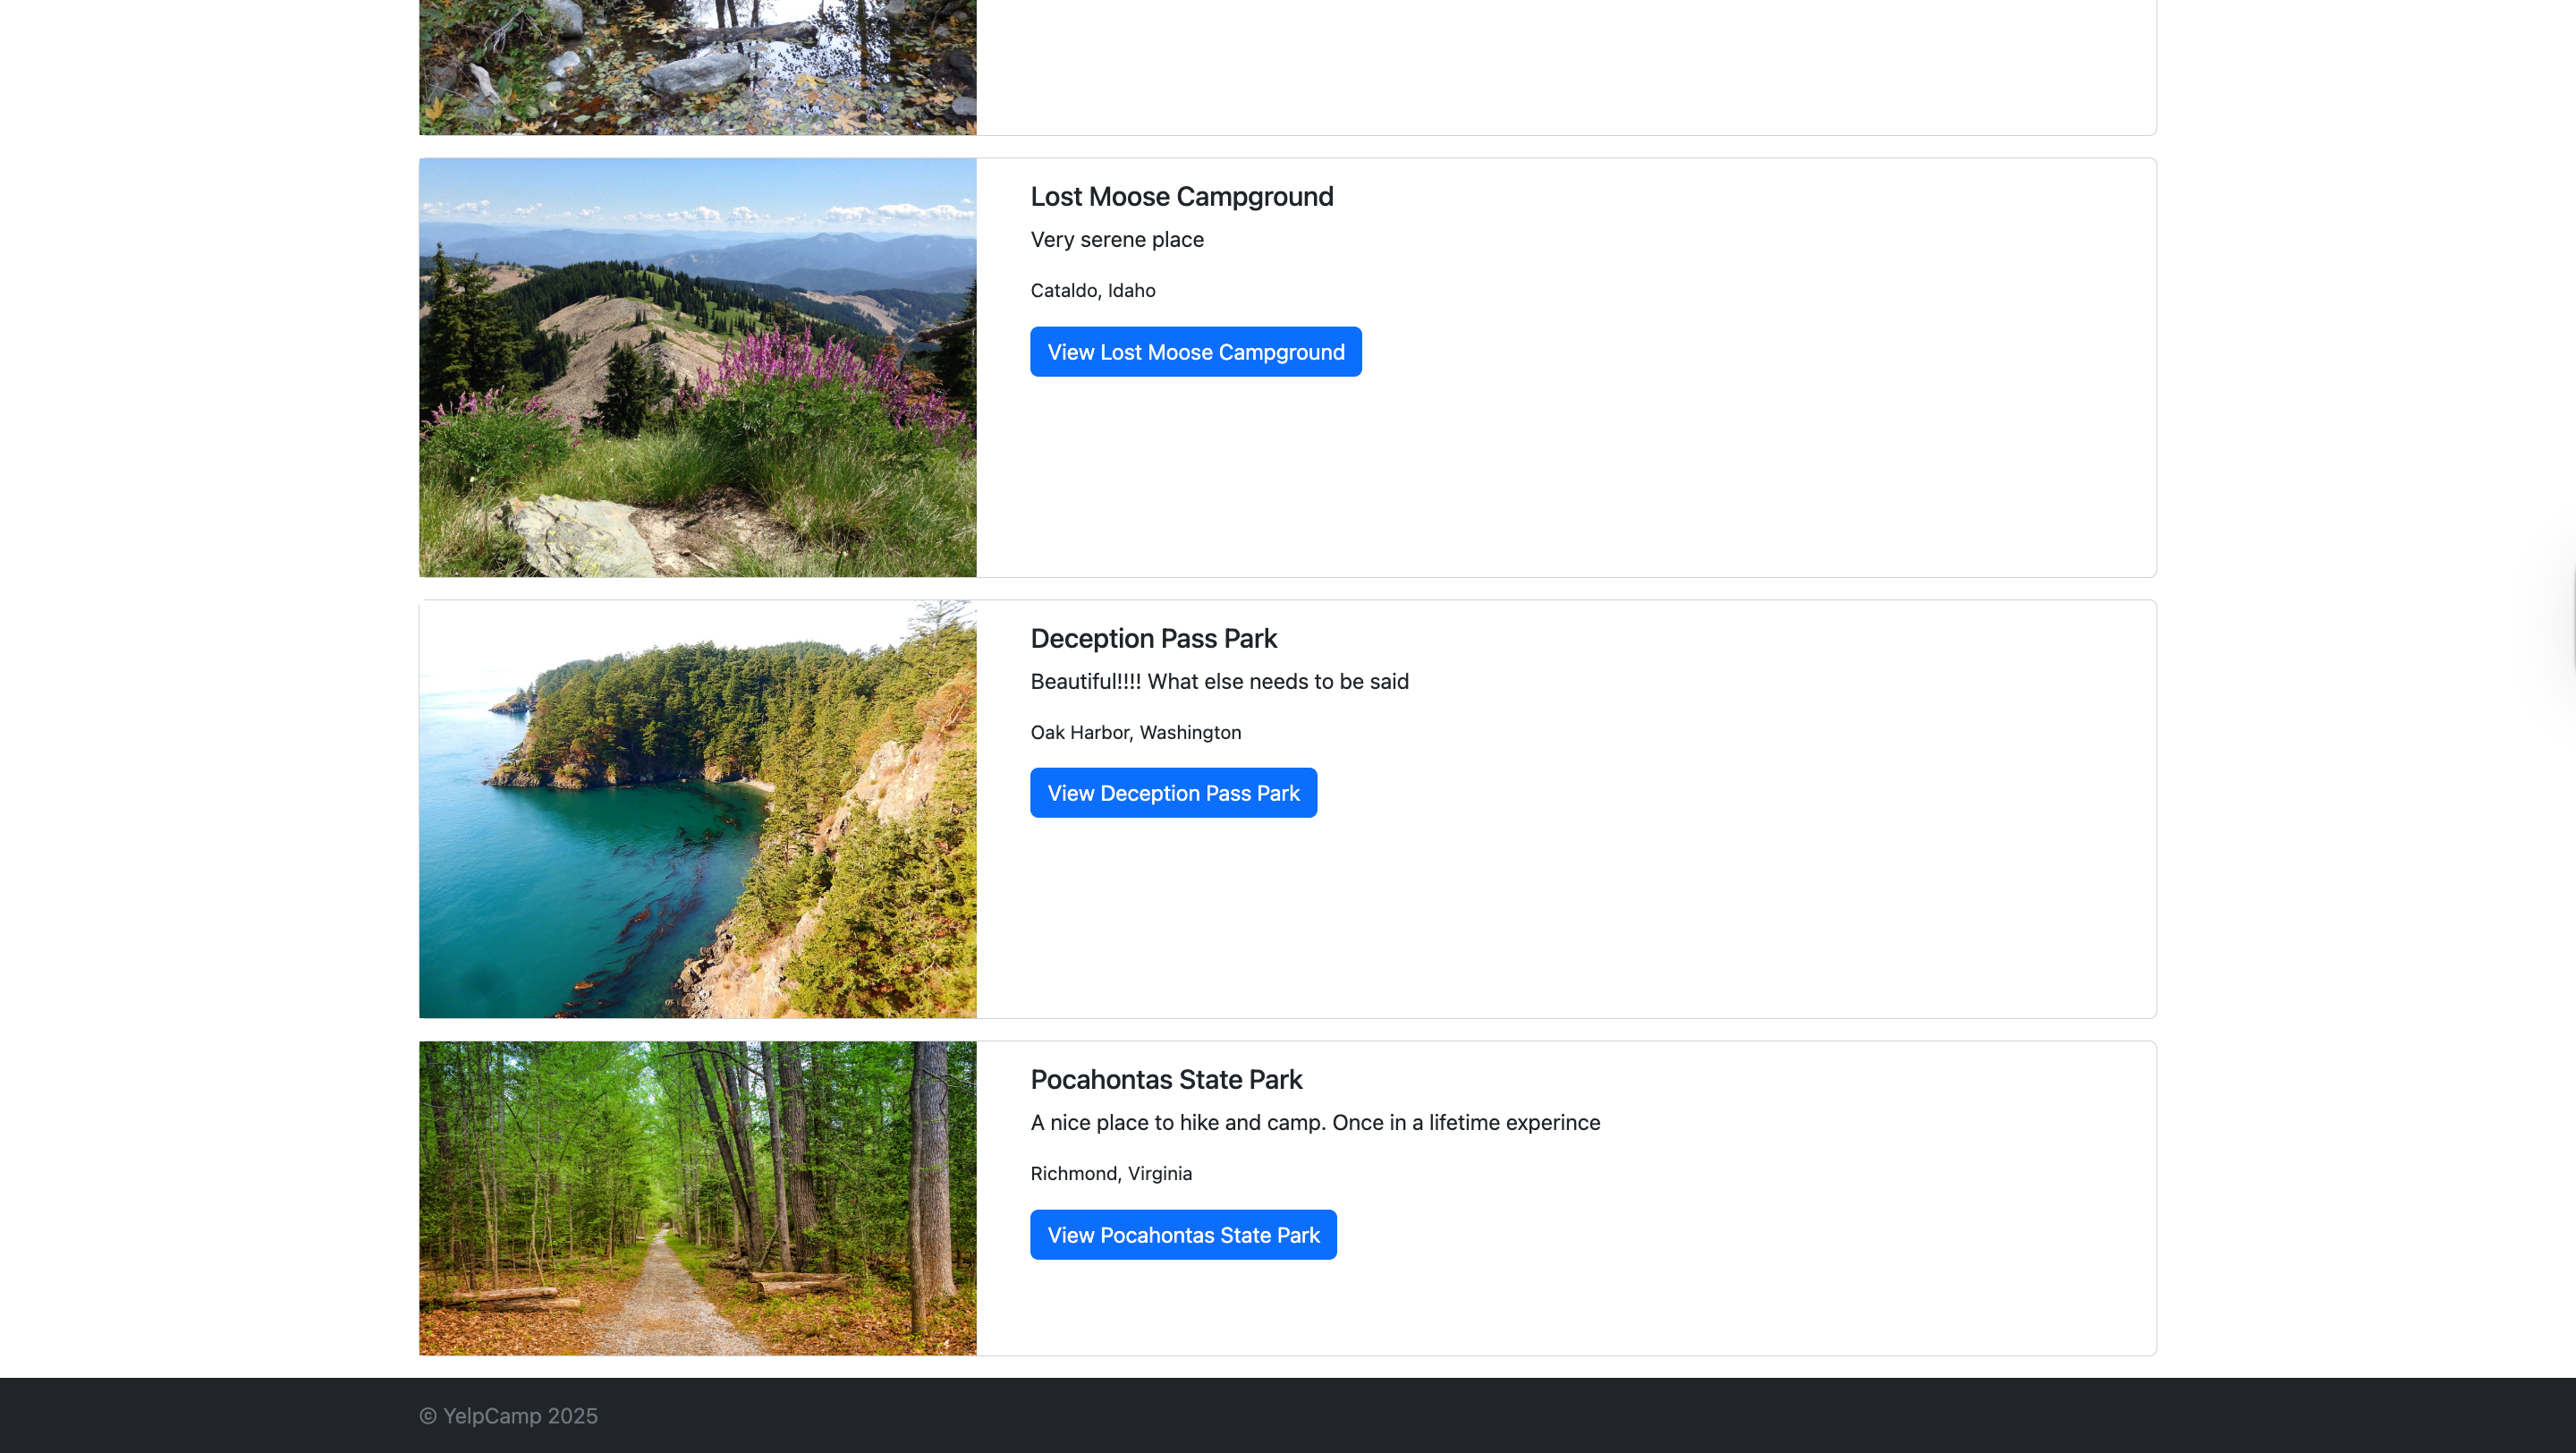 Lost Moose Campground
Very serene place
Cataldo, Idaho
View Lost Moose Campground
Deception Pass Park
Beautiful!!!! What else needs to be said
Oak Harbor, Washington
View Deception Pass Park
Pocahontas State Park
A nice place to hike and camp. Once in a lifetime experince
Richmond, Virginia
View Pocahontas State Park
© YelpCamp 2025